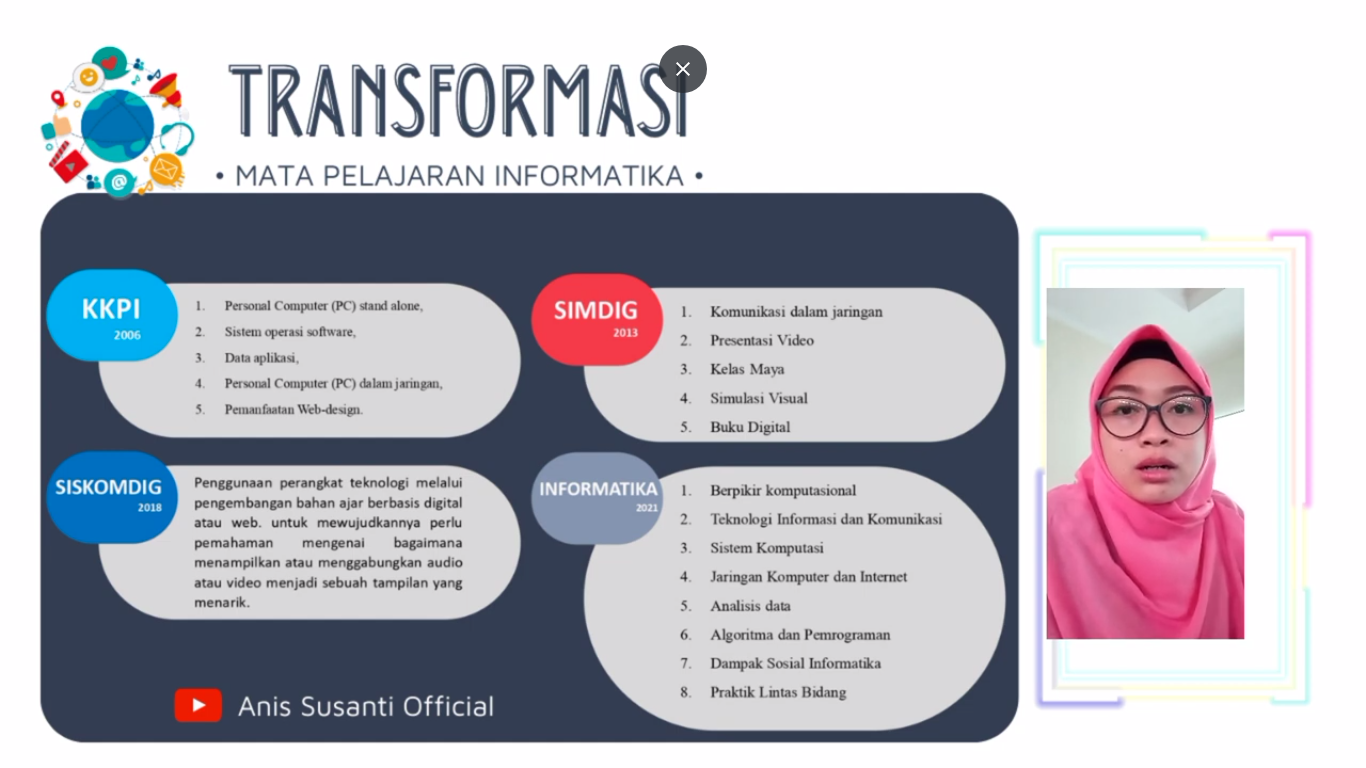 TRANSFORMASI
• MATA PELAJARAN INFORMATIKA •
KKPI
2006
1. Personal Computer (PC) stand alone,
2. Sistem operasi software,
3. Data aplikasi,
4. Personal Computer (PC) dalam jaringan,
5. Pemanfaatan Web-design.
SIMDIG
2013
1. Komunikasi dalam jaringan
2. Presentasi Video
3. Kelas Maya
4. Simulasi Visual
5. Buku Digital
SISKOMDIG
2018
Penggunaan perangkat teknologi melalui
pengembangan bahan ajar berbasis digital
atau web. untuk mewujudkannya perlu
pemahaman mengenai bagaimana
menampilkan atau menggabungkan audio
atau video menjadi sebuah tampilan yang
menarik.
INFORMATIKA
2021
1. Berpikir komputasional
2. Teknologi Informasi dan Komunikasi
3. Sistem Komputasi
4. Jaringan Komputer dan Internet
5. Analisis data
6. Algoritma dan Pemrograman
7. Dampak Sosial Informatika
8. Praktik Lintas Bidang
Anis Susanti Official